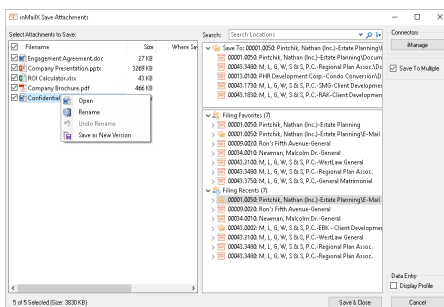 inMailX Save Attachments
Select Attachments to Save:
Filename Size Where Sav
Engagement Agreement.doc 27 KB
Company Presentation.pptx 3269 KB
ROI Calculator.xlsx 43 KB
Company Brochure.pdf 466 KB
Confidential
Open
Rename
Undo Rename
Save as New Version
5 of 5 Selected (Size: 3830 KB)
Search: Search Locations
Save To: 00001.0050: Pintchik, Nathan (Inc.)-Estate Planning\
00001.0050: Pintchik, Nathan (Inc.)-Estate Planning\Docum
00043.3480: M, L, G, W, S & S, P.C.-Regional Plan Assoc.\Do
00013.0100: PHR Development Corp.-Condo Conversion\D
00043.1730: M, L, G, W, S & S, P.C.-SMG-Client Developmer
00043.1830: M, L, G, W, S & S, P.C.-RAK-Client Developmen
Filing Favorites (7)
00001.0050: Pintchik, Nathan (Inc.)-Estate Planning
00001.0050: Pintchik, Nathan (Inc.)-Estate Planning\E-Mail
00009.0020: Ron's Fifth Avenue-General
00034.0010: Newman, Malcolm Dr.-General
00043.2100: M, L, G, W, S & S, P.C.-WestLaw General
00043.3480: M, L, G, W, S & S, P.C.-Regional Plan Assoc.
00043.3750: M, L, G, W, S & S, P.C.-General Matrimonial
Filing Recents (7)
00001.0050: Pintchik, Nathan (Inc.)-Estate Planning\E-Mail
00009.0020: Ron's Fifth Avenue-General
00034.0010: Newman, Malcolm Dr.-General
00043.0002: M, L, G, W, S & S, P.C.-EBK - Client Developme
00043.2100: M, L, G, W, S & S, P.C.-WestLaw General
00043.3480: M, L, G, W, S & S, P.C.-Regional Plan Assoc.
00043.3480: M, L, G, W, S & S, P.C.-Regional Plan Assoc.
Save & Close
Connectors
iManage
Save To Multiple
Data Entry
Display Profile
Cancel